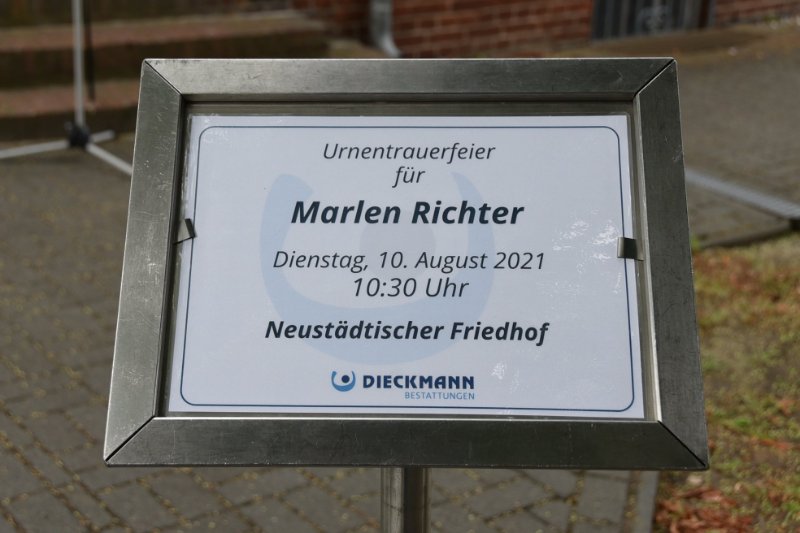 Urnentrauerfeier
für
Marlen Richter
Dienstag, 10. August 2021
10:30 Uhr
Neustädtischer Friedhof
DIECKMANN
BESTATTUNGEN